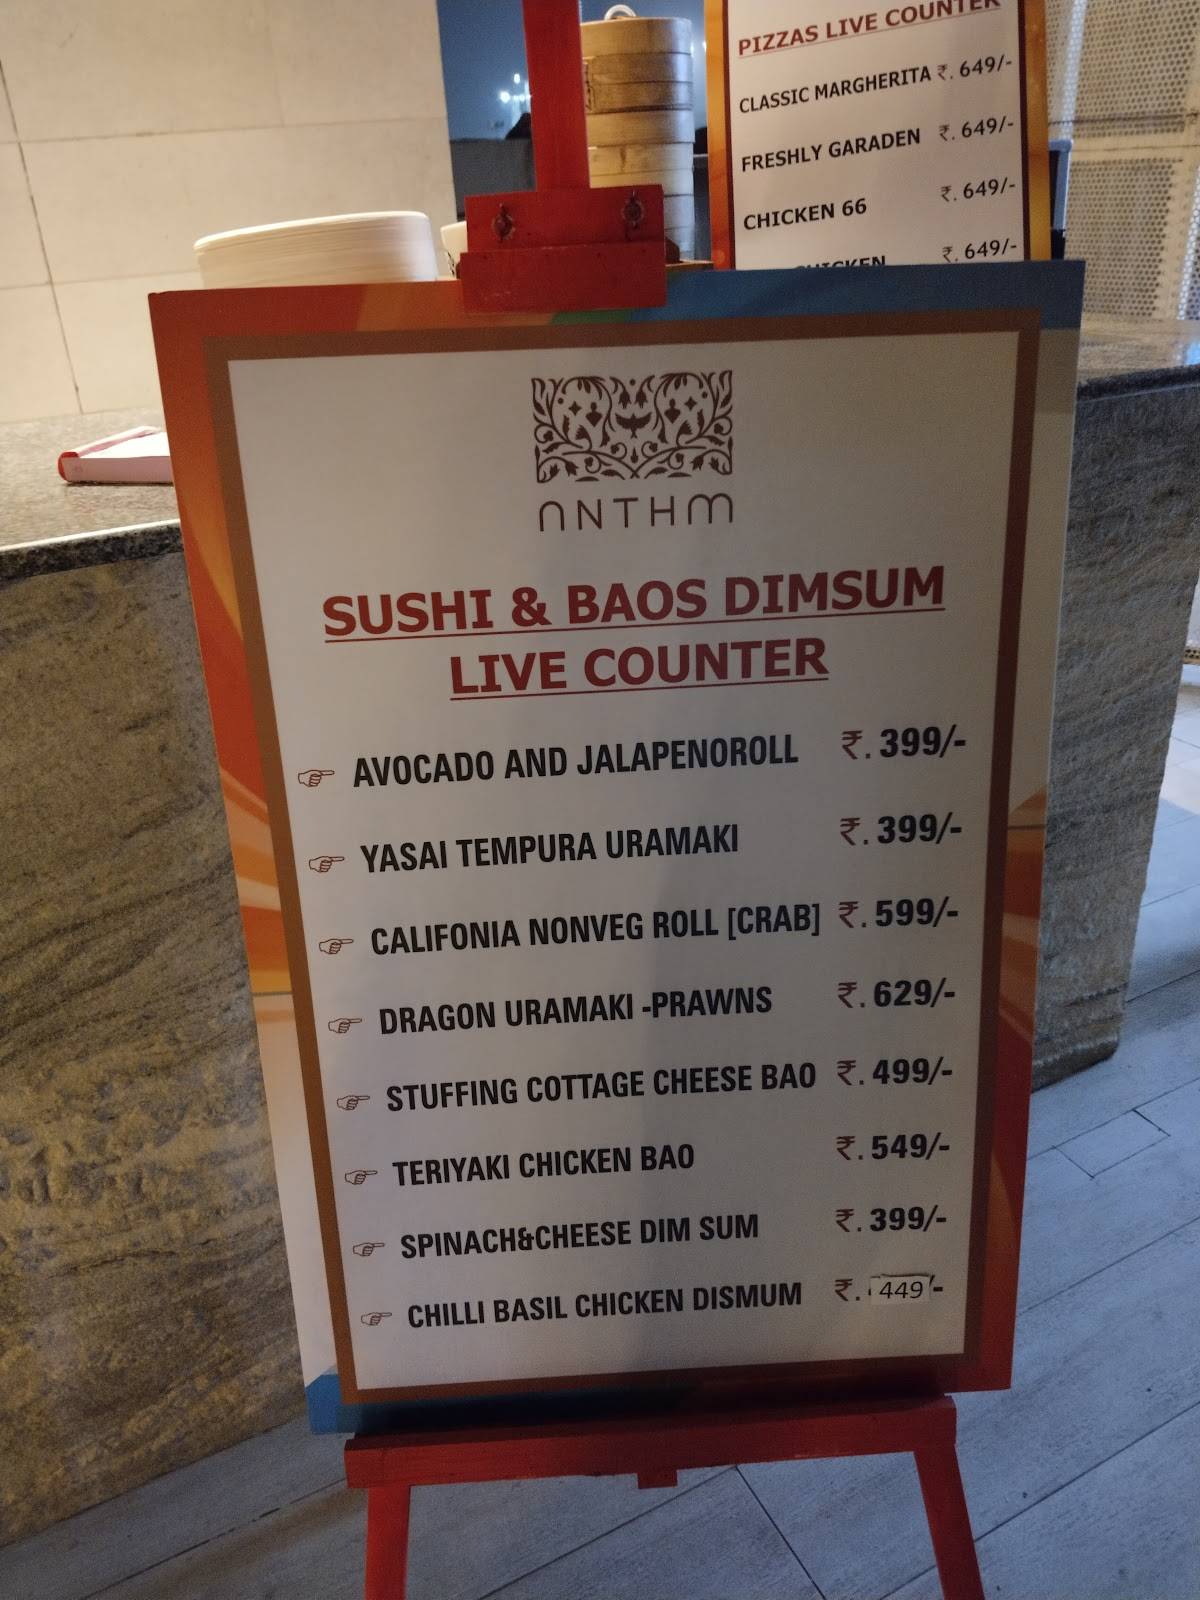 PIZZAS LIVE COUNTER
CLASSIC MARGHERITA ₹. 649/-
FRESHLY GARADEN ₹. 649/-
CHICKEN 66 ₹. 649/-
CHICKEN ₹. 649/-
ANTHM
SUSHI & BAOS DIMSUM
LIVE COUNTER
☞ AVOCADO AND JALAPENOROLL ₹. 399/-
☞ YASAI TEMPURA URAMAKI ₹. 399/-
☞ CALIFONIA NONVEG ROLL [CRAB] ₹. 599/-
☞ DRAGON URAMAKI -PRAWNS ₹. 629/-
☞ STUFFING COTTAGE CHEESE BAO ₹. 499/-
☞ TERIYAKI CHICKEN BAO ₹. 549/-
☞ SPINACH&CHEESE DIM SUM ₹. 399/-
☞ CHILLI BASIL CHICKEN DISMUM ₹. 449/-